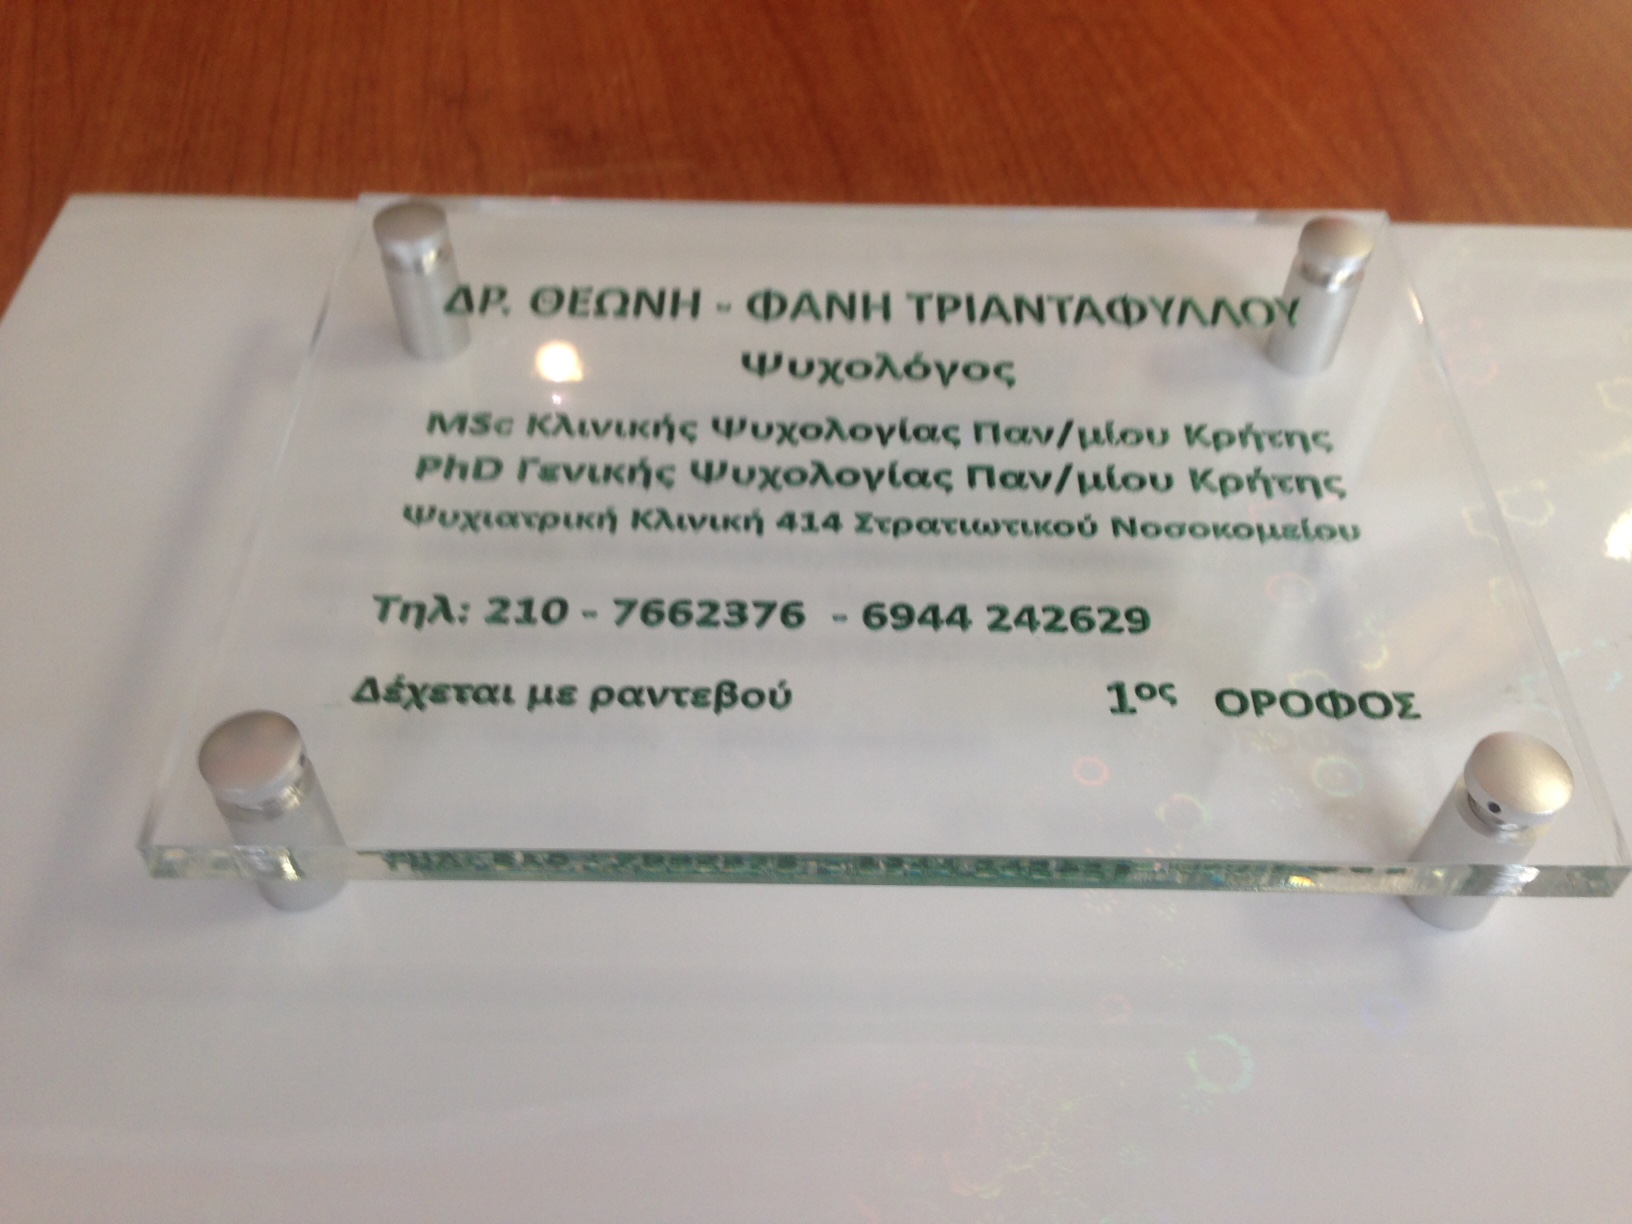 ΔΡ. ΘΕΩΝΗ - ΦΑΝΗ ΤΡΙΑΝΤΑΦΥΛΛΟΥ
Ψυχολόγος
MSc Κλινικής Ψυχολογίας Παν/μίου Κρήτης
PhD Γενικής Ψυχολογίας Παν/μίου Κρήτης
Ψυχιατρική Κλινική 414 Στρατιωτικού Νοσοκομείου
Τηλ: 210 - 7662376 - 6944 242629
Δέχεται με ραντεβού 1ος ΟΡΟΦΟΣ